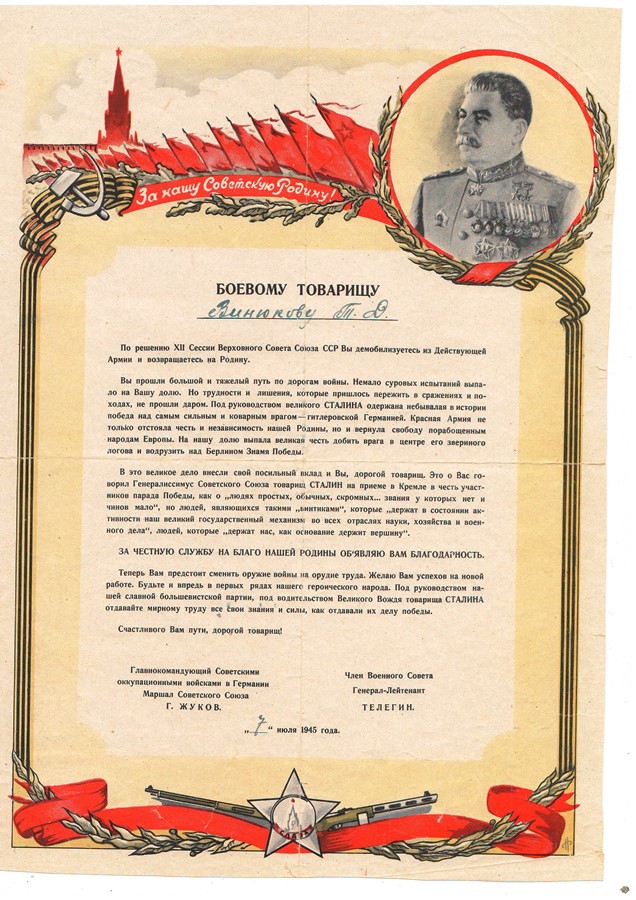 За нашу Советскую Родину!
БОЕВОМУ ТОВАРИЩУ
Винюкову Т. Д.
По решению XII Сессии Верховного Совета Союза ССР Вы демобилизуетесь из Действующей
Армии и возвращаетесь на Родину.
Вы прошли большой и тяжелый путь по дорогам войны. Немало суровых испытаний выпа-
ло на Вашу долю. Но трудности и лишения, которые пришлось пережить в сражениях и по-
ходах, не прошли даром. Под руководством великого СТАЛИНА одержана небывалая в истории
победа над самым сильным и коварным врагом—гитлеровской Германией. Красная Армия не
только отстояла честь и независимость нашей Родины, но и вернула свободу порабощенным
народам Европы. На нашу долю выпала великая честь добить врага в центре его звериного
логова и водрузить над Берлином Знамя Победы.
В это великое дело внесли свой посильный вклад и Вы, дорогой товарищ. Это о Вас го-
ворил Генералиссимус Советского Союза товарищ СТАЛИН на приеме в Кремле в честь участ-
ников парада Победы, как о „людях простых, обычных, скромных... звания у которых нет и
чинов мало", но людей, являющихся такими „винтиками", которые „держат в состоянии ак-
тивности наш великий государственный механизм во всех отраслях науки, хозяйства и воен-
ного дела", людей, которые „держат нас, как основание держит вершину".
ЗА ЧЕСТНУЮ СЛУЖБУ НА БЛАГО НАШЕЙ РОДИНЫ ОБ'ЯВЛЯЮ ВАМ БЛАГОДАРНОСТЬ.
Теперь Вам предстоит сменить оружие войны на орудие труда. Желаю Вам успехов на новой
работе. Будьте и впредь в первых рядах нашего героического народа. Под руководством на-
шей славной большевистской партии, под водительством Великого Вождя товарища СТАЛИНА
отдавайте мирному труду все свои знания и силы, как отдавали их делу победы.
Счастливого Вам пути, дорогой товарищ!
Главнокомандующий Советскими
оккупационными войсками в Германии
Маршал Советского Союза
Г. ЖУКОВ.
Член Военного Совета
Генерал-Лейтенант
ТЕЛЕГИН.
„7" июля 1945 года.